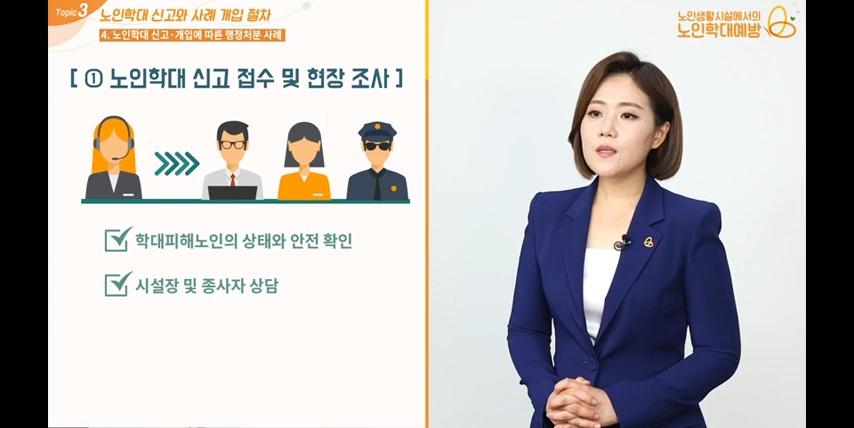 Topic 3
노인학대 신고와 사례 개입 절차
4. 노인학대 신고·개입에 따른 행정처분 사례
[ ① 노인학대 신고 접수 및 현장 조사 ]
학대피해노인의 상태와 안전 확인
시설장 및 종사자 상담
노인생활시설에서의
노인학대예방